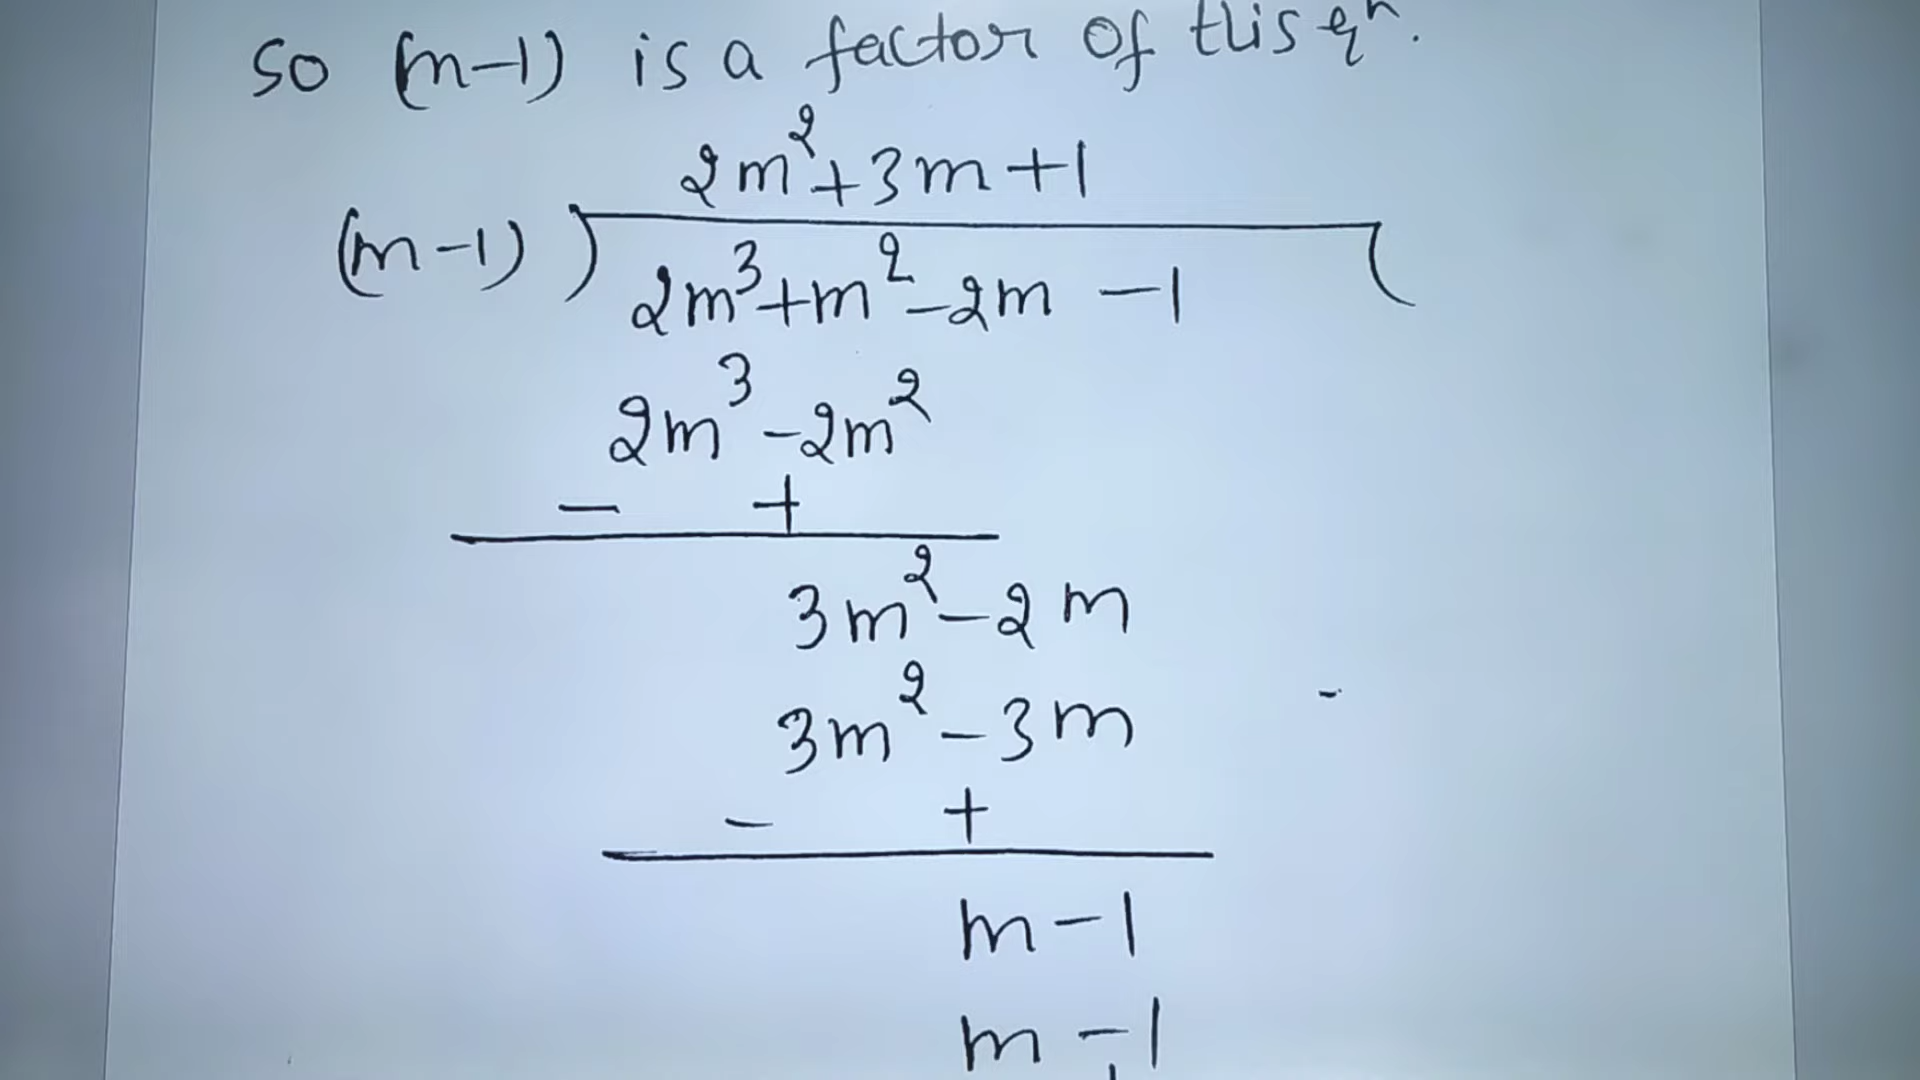 So (m-1) is a factor of this eqⁿ.
2m²+3m+1
(m-1) ) 2m³+m²-2m -1 (
2m³-2m²
- +
3m²-2m
3m²-3m
- +
m-1
m-1